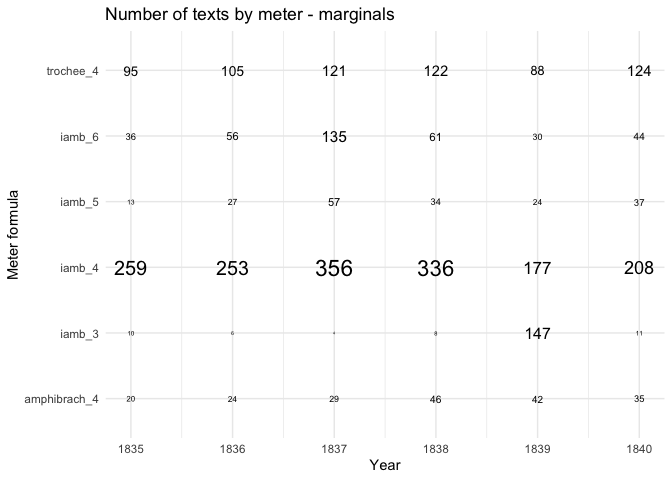 Number of texts by meter - marginals
trochee_4 95 105 121 122 88 124
iamb_6 36 56 135 61 30 44
iamb_5 13 27 57 34 24 37
iamb_4 259 253 356 336 177 208
iamb_3 10 6 8 147 11
amphibrach_4 20 24 29 46 42 35
1835 1836 1837 1838 1839 1840
Year
Meter formula